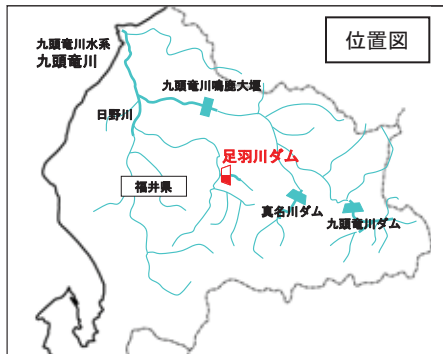 位置図
九頭竜川水系
九頭竜川
九頭竜川鳴鹿大堰
日野川
足羽川ダム
福井県
真名川ダム
九頭竜川ダム